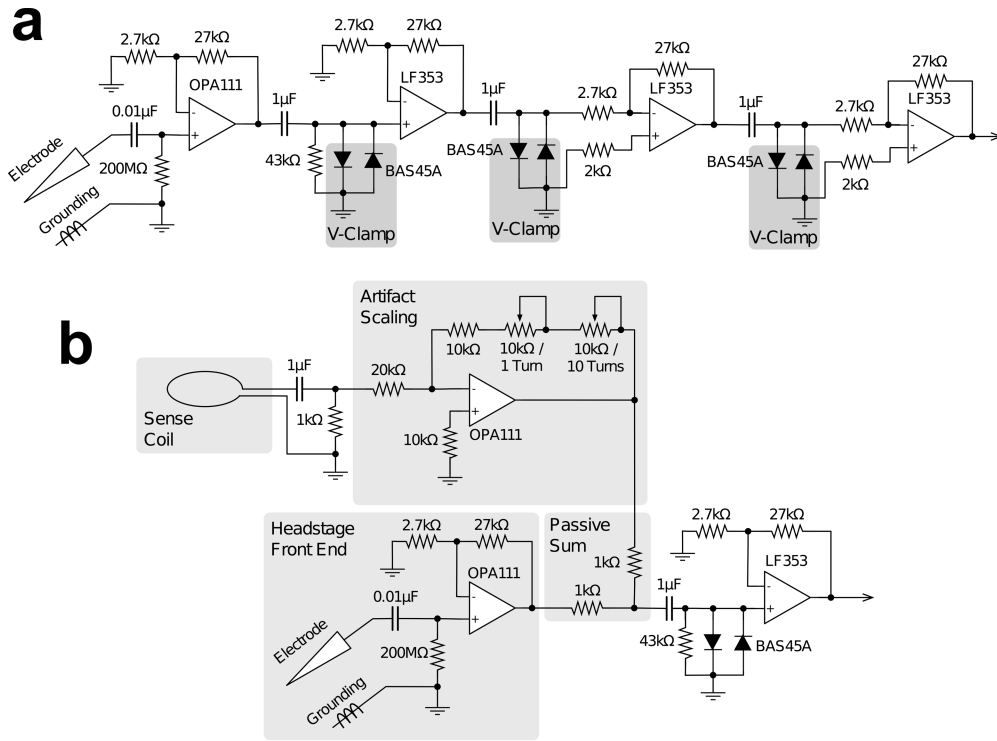 a
2.7kΩ
27kΩ
OPA111
0.01µF
Electrode
200MΩ
Grounding
1µF
43kΩ
BAS45A
V-Clamp
2.7kΩ
27kΩ
LF353
1µF
BAS45A
V-Clamp
2.7kΩ
2kΩ
27kΩ
LF353
1µF
BAS45A
V-Clamp
2.7kΩ
2kΩ
27kΩ
LF353
b
Sense
Coil
1µF
1kΩ
Artifact
Scaling
20kΩ
10kΩ
10kΩ /
1 Turn
10kΩ /
10 Turns
10kΩ
OPA111
Headstage
Front End
2.7kΩ
27kΩ
OPA111
0.01µF
Electrode
200MΩ
Grounding
Passive
Sum
1kΩ
1kΩ
1µF
43kΩ
BAS45A
2.7kΩ
27kΩ
LF353